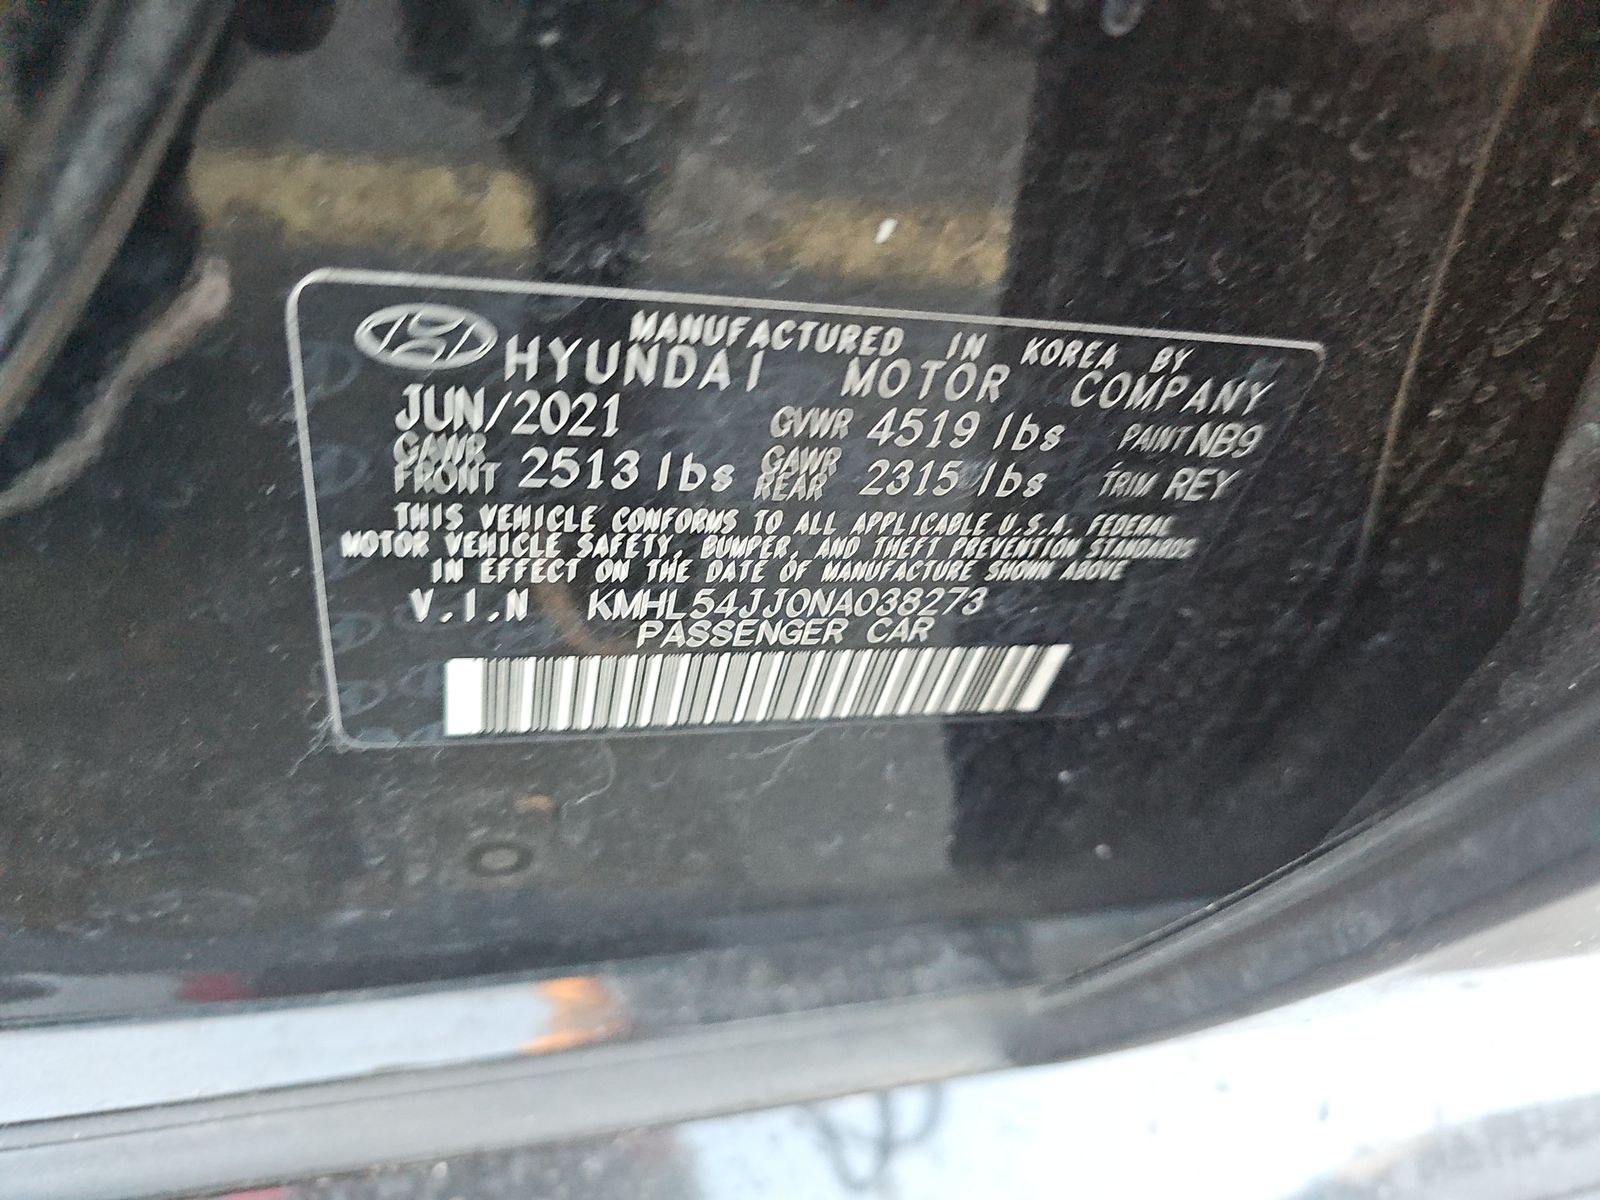 MANUFACTURED IN KOREA BY
HYUNDAI MOTOR COMPANY
JUN/2021 GVWR 4519 lbs PAINT NB9
GAWR FRONT 2513 lbs GAWR REAR 2315 lbs TRIM REY
THIS VEHICLE CONFORMS TO ALL APPLICABLE U.S.A. FEDERAL
MOTOR VEHICLE SAFETY, BUMPER, AND THEFT PREVENTION STANDARDS
IN EFFECT ON THE DATE OF MANUFACTURE SHOWN ABOVE
V.I.N KMHL54JJ0NA038273
PASSENGER CAR